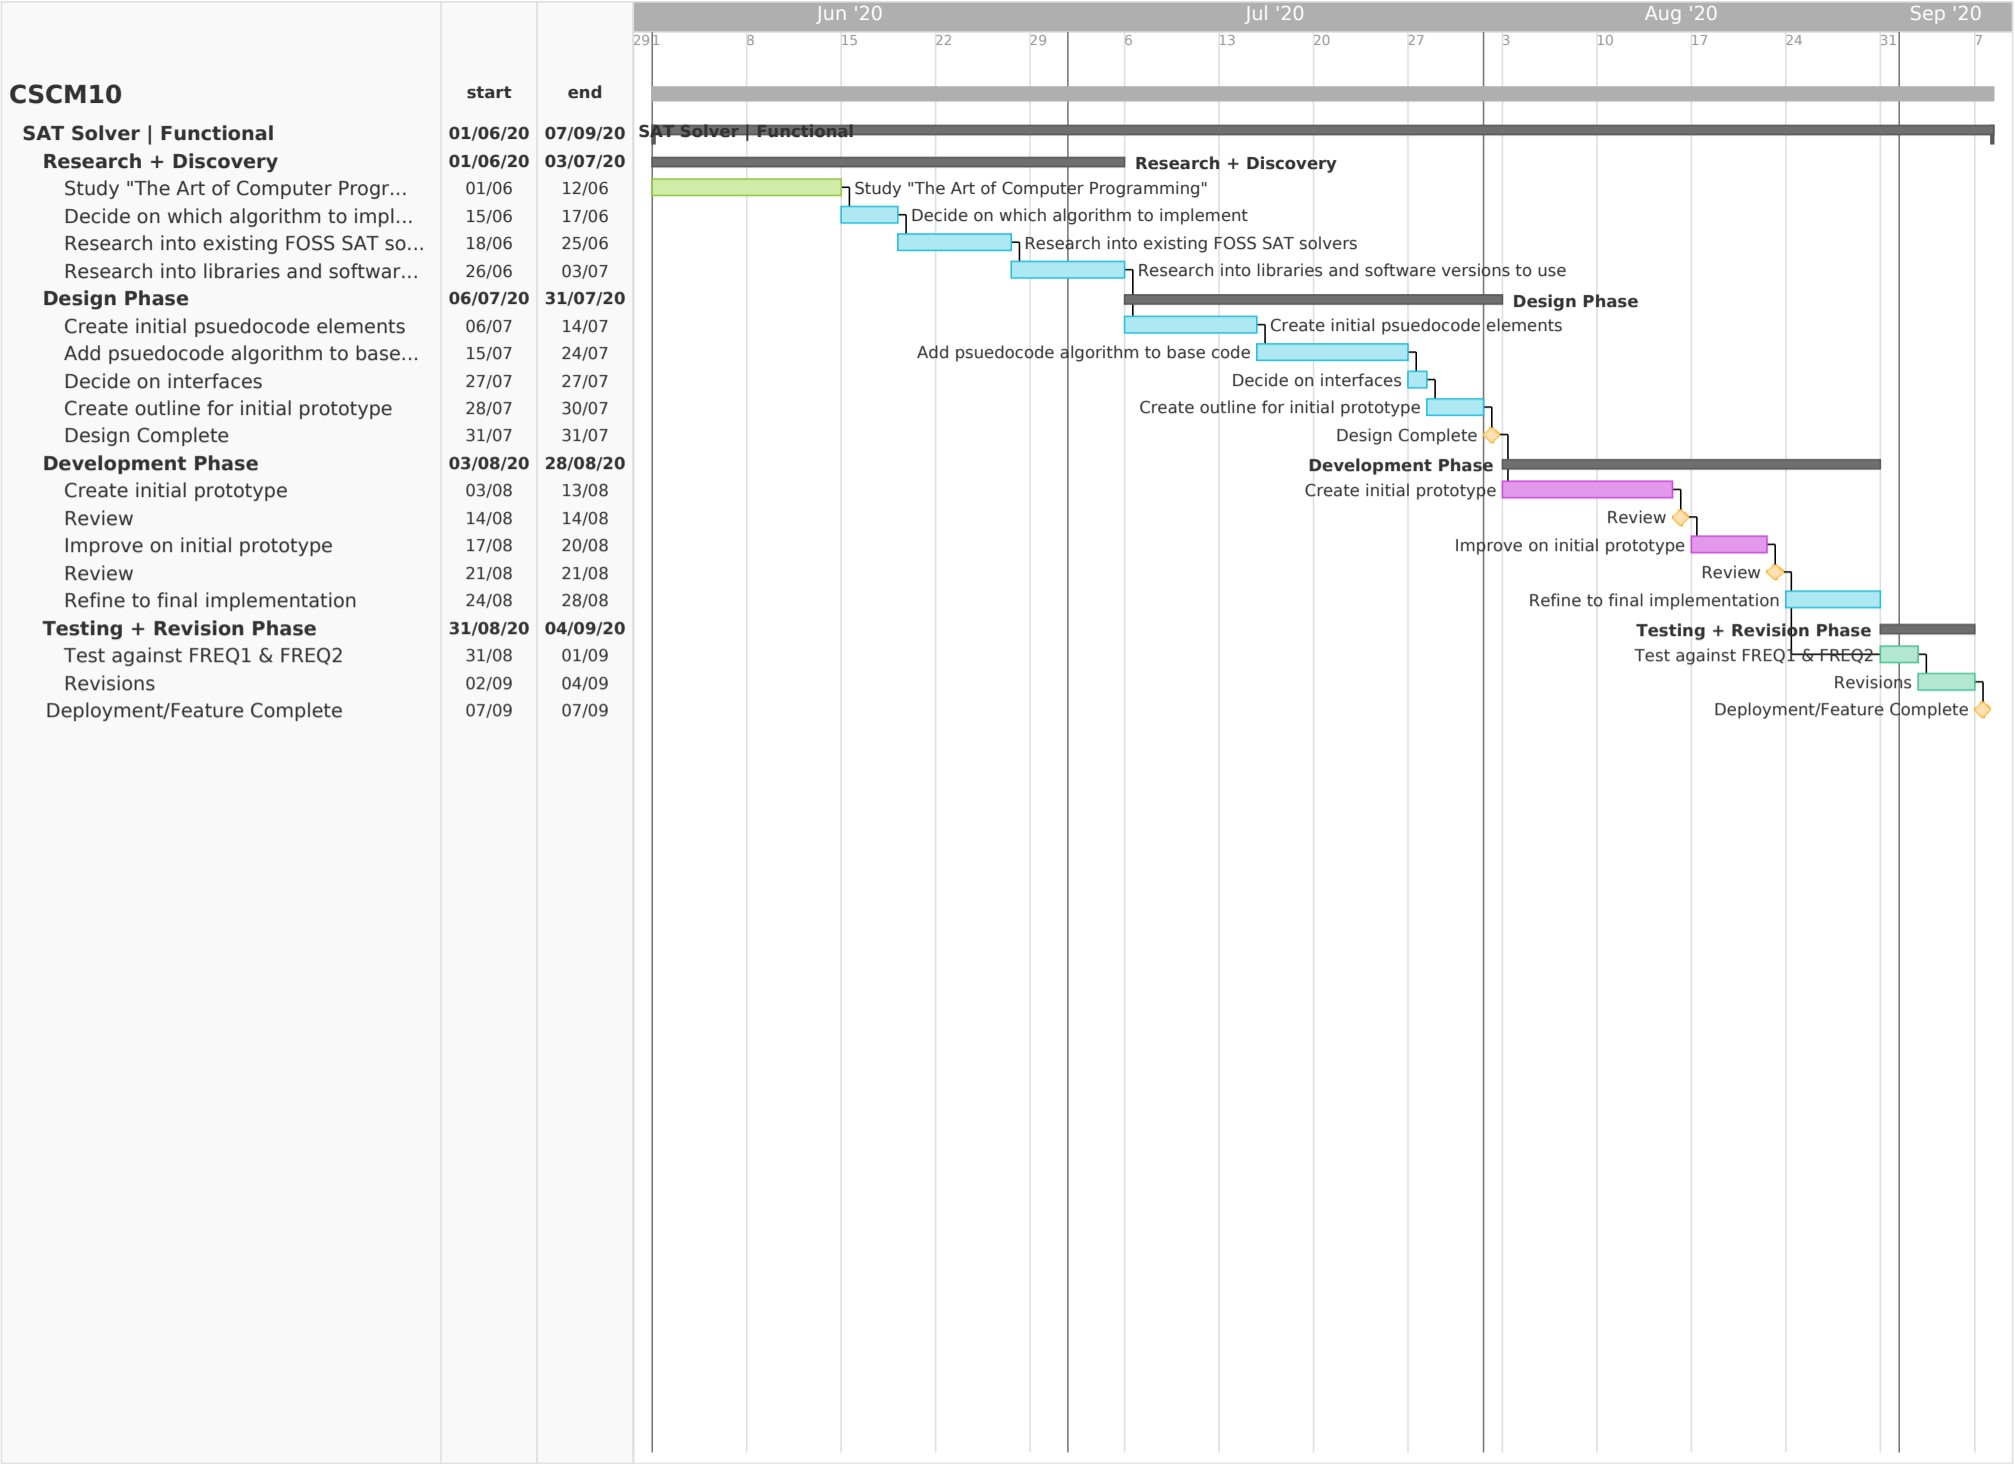 Jun '20 Jul '20 Aug '20 Sep '20
29 1 8 15 22 29 6 13 20 27 3 10 17 24 31 7
CSCM10 start end
SAT Solver | Functional 01/06/20 07/09/20 SAT Solver | Functional
Research + Discovery 01/06/20 03/07/20 Research + Discovery
Study "The Art of Computer Progr... 01/06 12/06 Study "The Art of Computer Programming"
Decide on which algorithm to impl... 15/06 17/06 Decide on which algorithm to implement
Research into existing FOSS SAT so... 18/06 25/06 Research into existing FOSS SAT solvers
Research into libraries and softwar... 26/06 03/07 Research into libraries and software versions to use
Design Phase 06/07/20 31/07/20 Design Phase
Create initial psuedocode elements 06/07 14/07 Create initial psuedocode elements
Add psuedocode algorithm to base... 15/07 24/07 Add psuedocode algorithm to base code
Decide on interfaces 27/07 27/07 Decide on interfaces
Create outline for initial prototype 28/07 30/07 Create outline for initial prototype
Design Complete 31/07 31/07 Design Complete
Development Phase 03/08/20 28/08/20 Development Phase
Create initial prototype 03/08 13/08 Create initial prototype
Review 14/08 14/08 Review
Improve on initial prototype 17/08 20/08 Improve on initial prototype
Review 21/08 21/08 Review
Refine to final implementation 24/08 28/08 Refine to final implementation
Testing + Revision Phase 31/08/20 04/09/20 Testing + Revision Phase
Test against FREQ1 & FREQ2 31/08 01/09 Test against FREQ1 & FREQ2
Revisions 02/09 04/09 Revisions
Deployment/Feature Complete 07/09 07/09 Deployment/Feature Complete